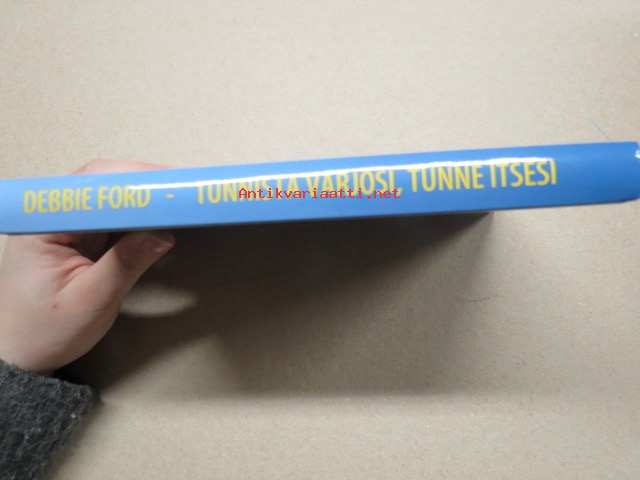 DEBBIE FORD - TUNNISTA VARJOSI, TUNNE ITSESI
Antikvariaatti.net